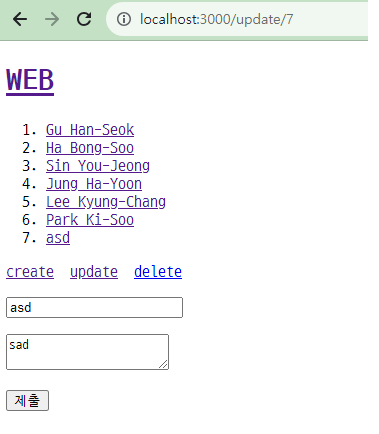 localhost:3000/update/7
WEB
1. Gu Han-Seok
2. Ha Bong-Soo
3. Sin You-Jeong
4. Jung Ha-Yoon
5. Lee Kyung-Chang
6. Park Ki-Soo
7. asd
create update delete
asd
sad
제출